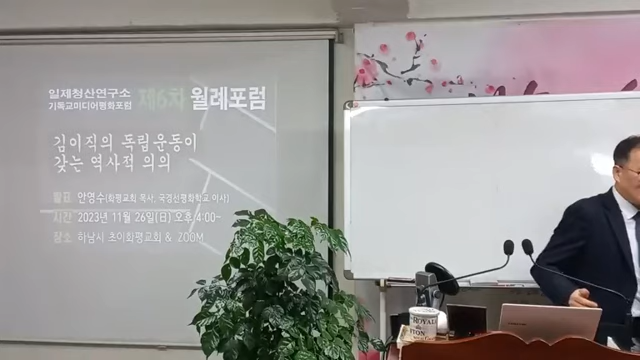 일제청산연구소
기독교미디어평화포럼
제6차 월례포럼
김이직의 독립운동이
갖는 역사적 의의
발표 안영수(화평교회 목사, 국경선평화학교 이사)
시간 2023년 11월 26일(일) 오후 4:00~
장소 하남시 초이화평교회 & ZOOM
ROYALE